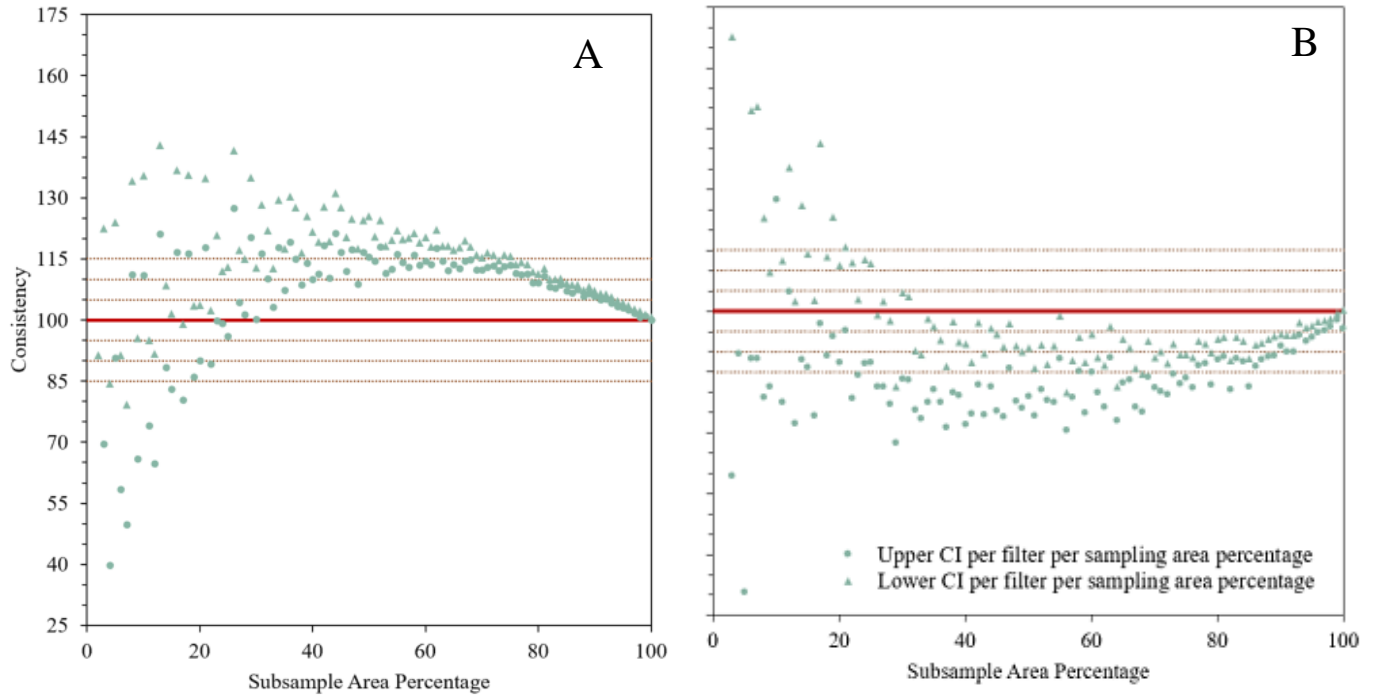 A
B
175
160
145
130
115
100
85
70
55
40
25
Consistency
0 20 40 60 80 100
Subsample Area Percentage
Upper CI per filter per sampling area percentage
Lower CI per filter per sampling area percentage
0 20 40 60 80 100
Subsample Area Percentage